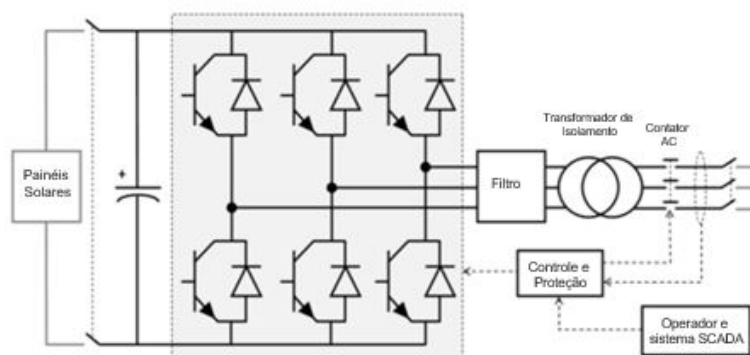 Transformador de
Isolamento
Contator
AC
Painéis
Solares
+
Filtro
Controle e
Proteção
Operador e
sistema SCADA